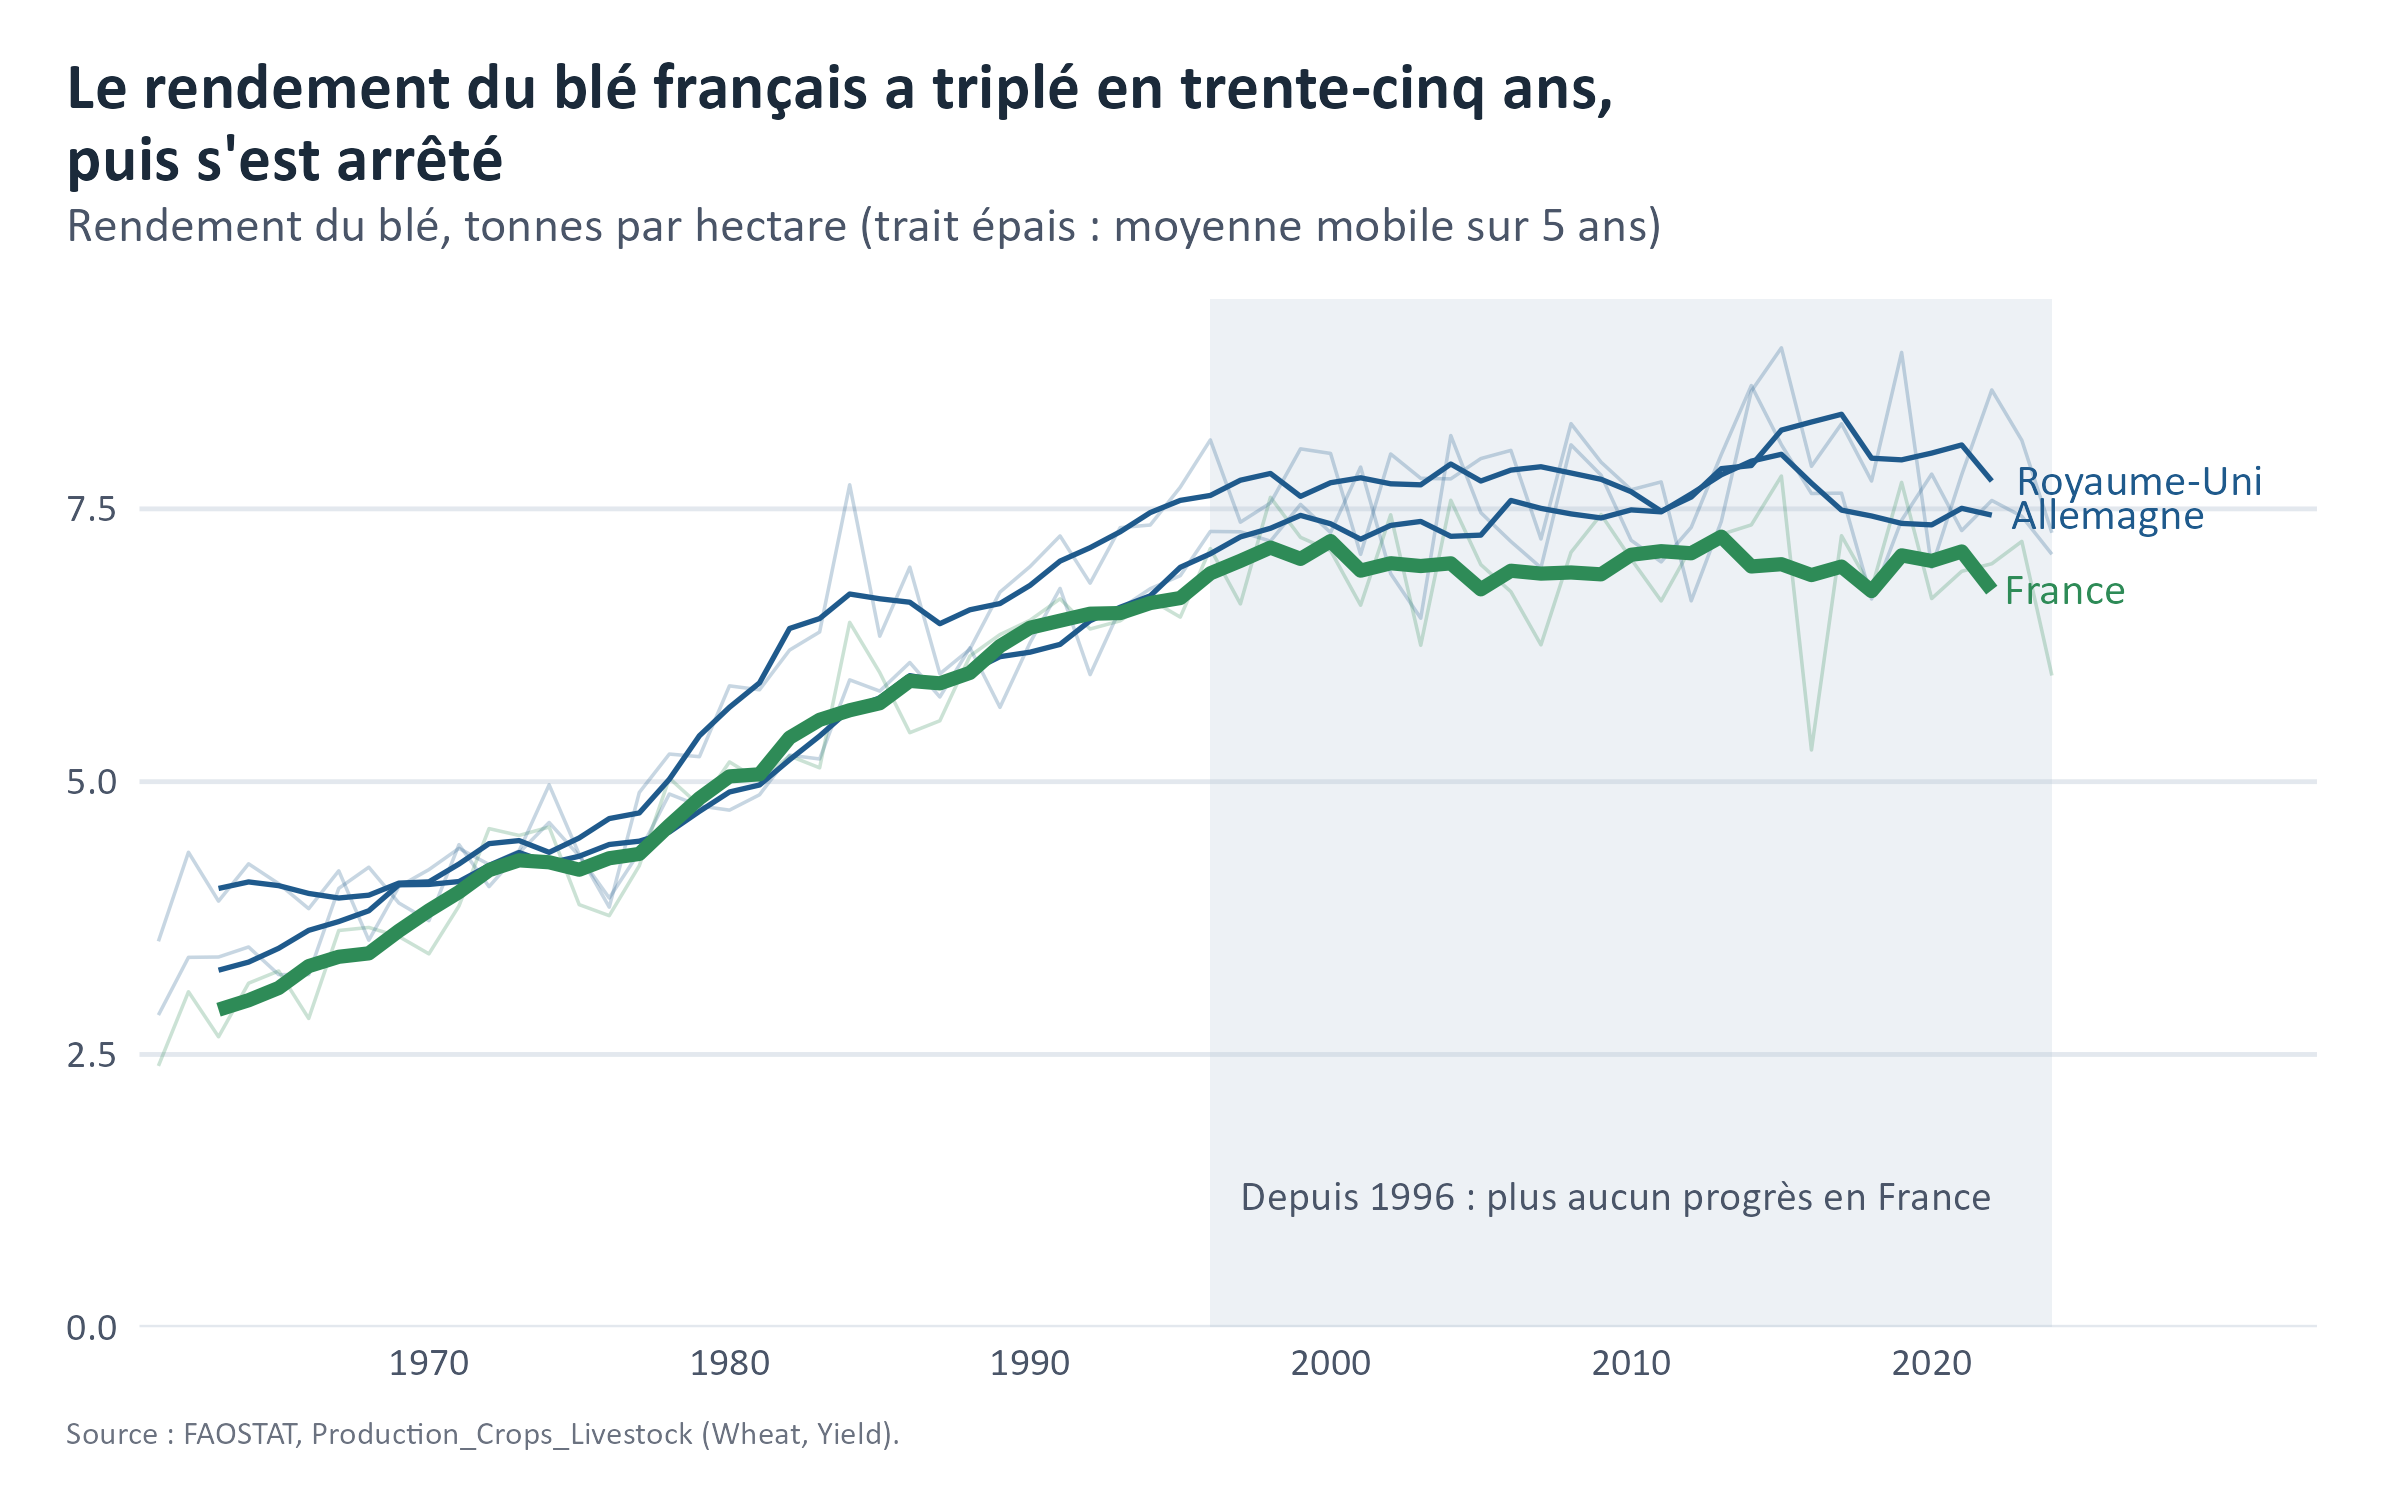 Le rendement du blé français a triplé en trente-cinq ans,
puis s'est arrêté
Rendement du blé, tonnes par hectare (trait épais : moyenne mobile sur 5 ans)
7.5
5.0
2.5
0.0
Royaume-Uni
Allemagne
France
Depuis 1996 : plus aucun progrès en France
1970
1980
1990
2000
2010
2020
Source : FAOSTAT, Production_Crops_Livestock (Wheat, Yield).